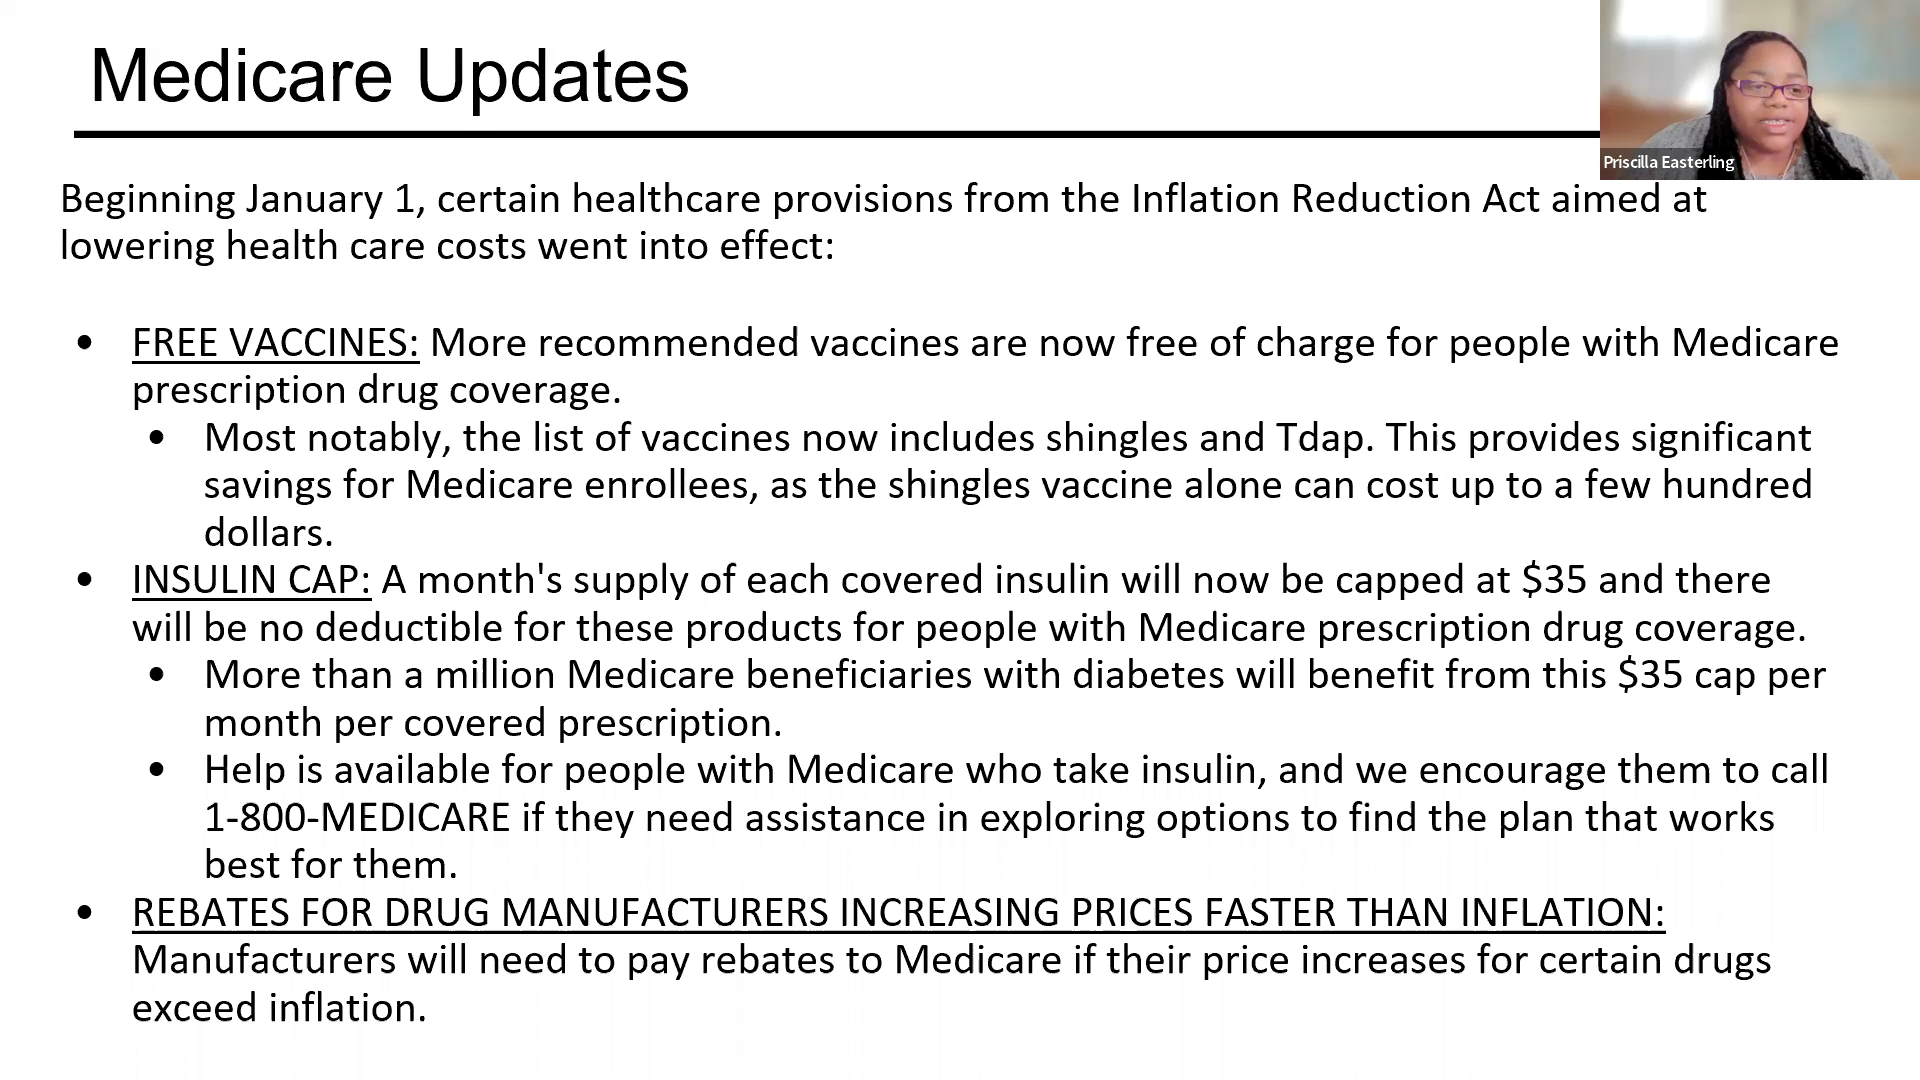 Medicare Updates
Priscilla Easterling
Beginning January 1, certain healthcare provisions from the Inflation Reduction Act aimed at
lowering health care costs went into effect:
• FREE VACCINES: More recommended vaccines are now free of charge for people with Medicare
prescription drug coverage.
• Most notably, the list of vaccines now includes shingles and Tdap. This provides significant
savings for Medicare enrollees, as the shingles vaccine alone can cost up to a few hundred
dollars.
• INSULIN CAP: A month's supply of each covered insulin will now be capped at $35 and there
will be no deductible for these products for people with Medicare prescription drug coverage.
• More than a million Medicare beneficiaries with diabetes will benefit from this $35 cap per
month per covered prescription.
• Help is available for people with Medicare who take insulin, and we encourage them to call
1-800-MEDICARE if they need assistance in exploring options to find the plan that works
best for them.
• REBATES FOR DRUG MANUFACTURERS INCREASING PRICES FASTER THAN INFLATION:
Manufacturers will need to pay rebates to Medicare if their price increases for certain drugs
exceed inflation.